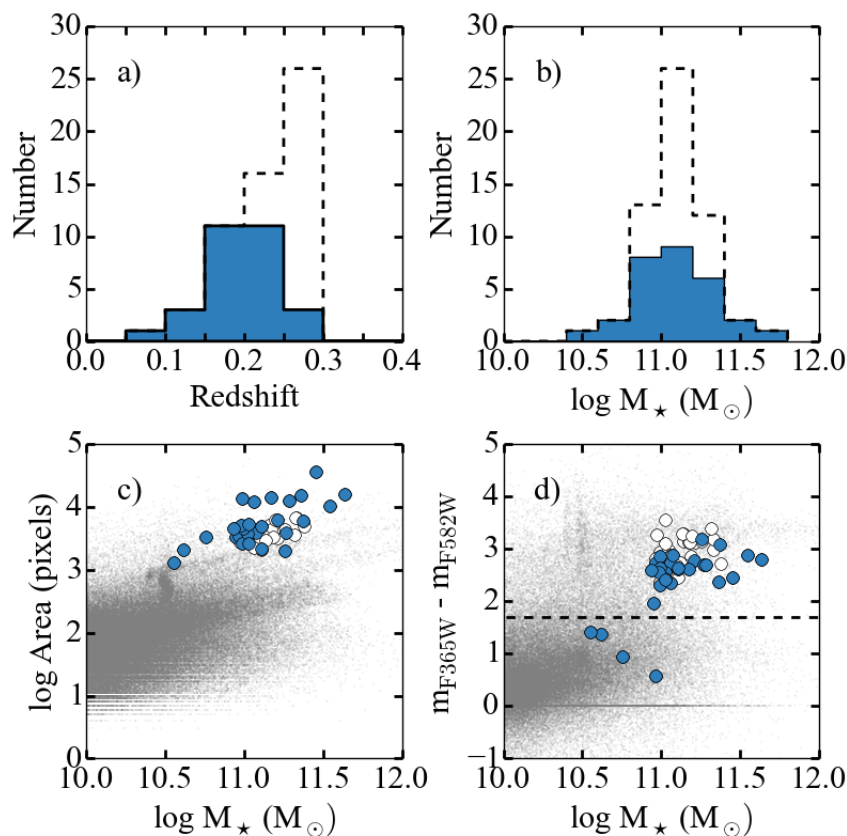 30
25
20
15
10
5
0
Number
a)
0.0 0.1 0.2 0.3 0.4
Redshift
30
25
20
15
10
5
0
Number
b)
10.0 10.5 11.0 11.5 12.0
log M⋆ (M⊙)
5
4
3
2
1
0
log Area (pixels)
c)
10.0 10.5 11.0 11.5 12.0
log M⋆ (M⊙)
5
4
3
2
1
0
−1
mF365W - mF582W
d)
10.0 10.5 11.0 11.5 12.0
log M⋆ (M⊙)